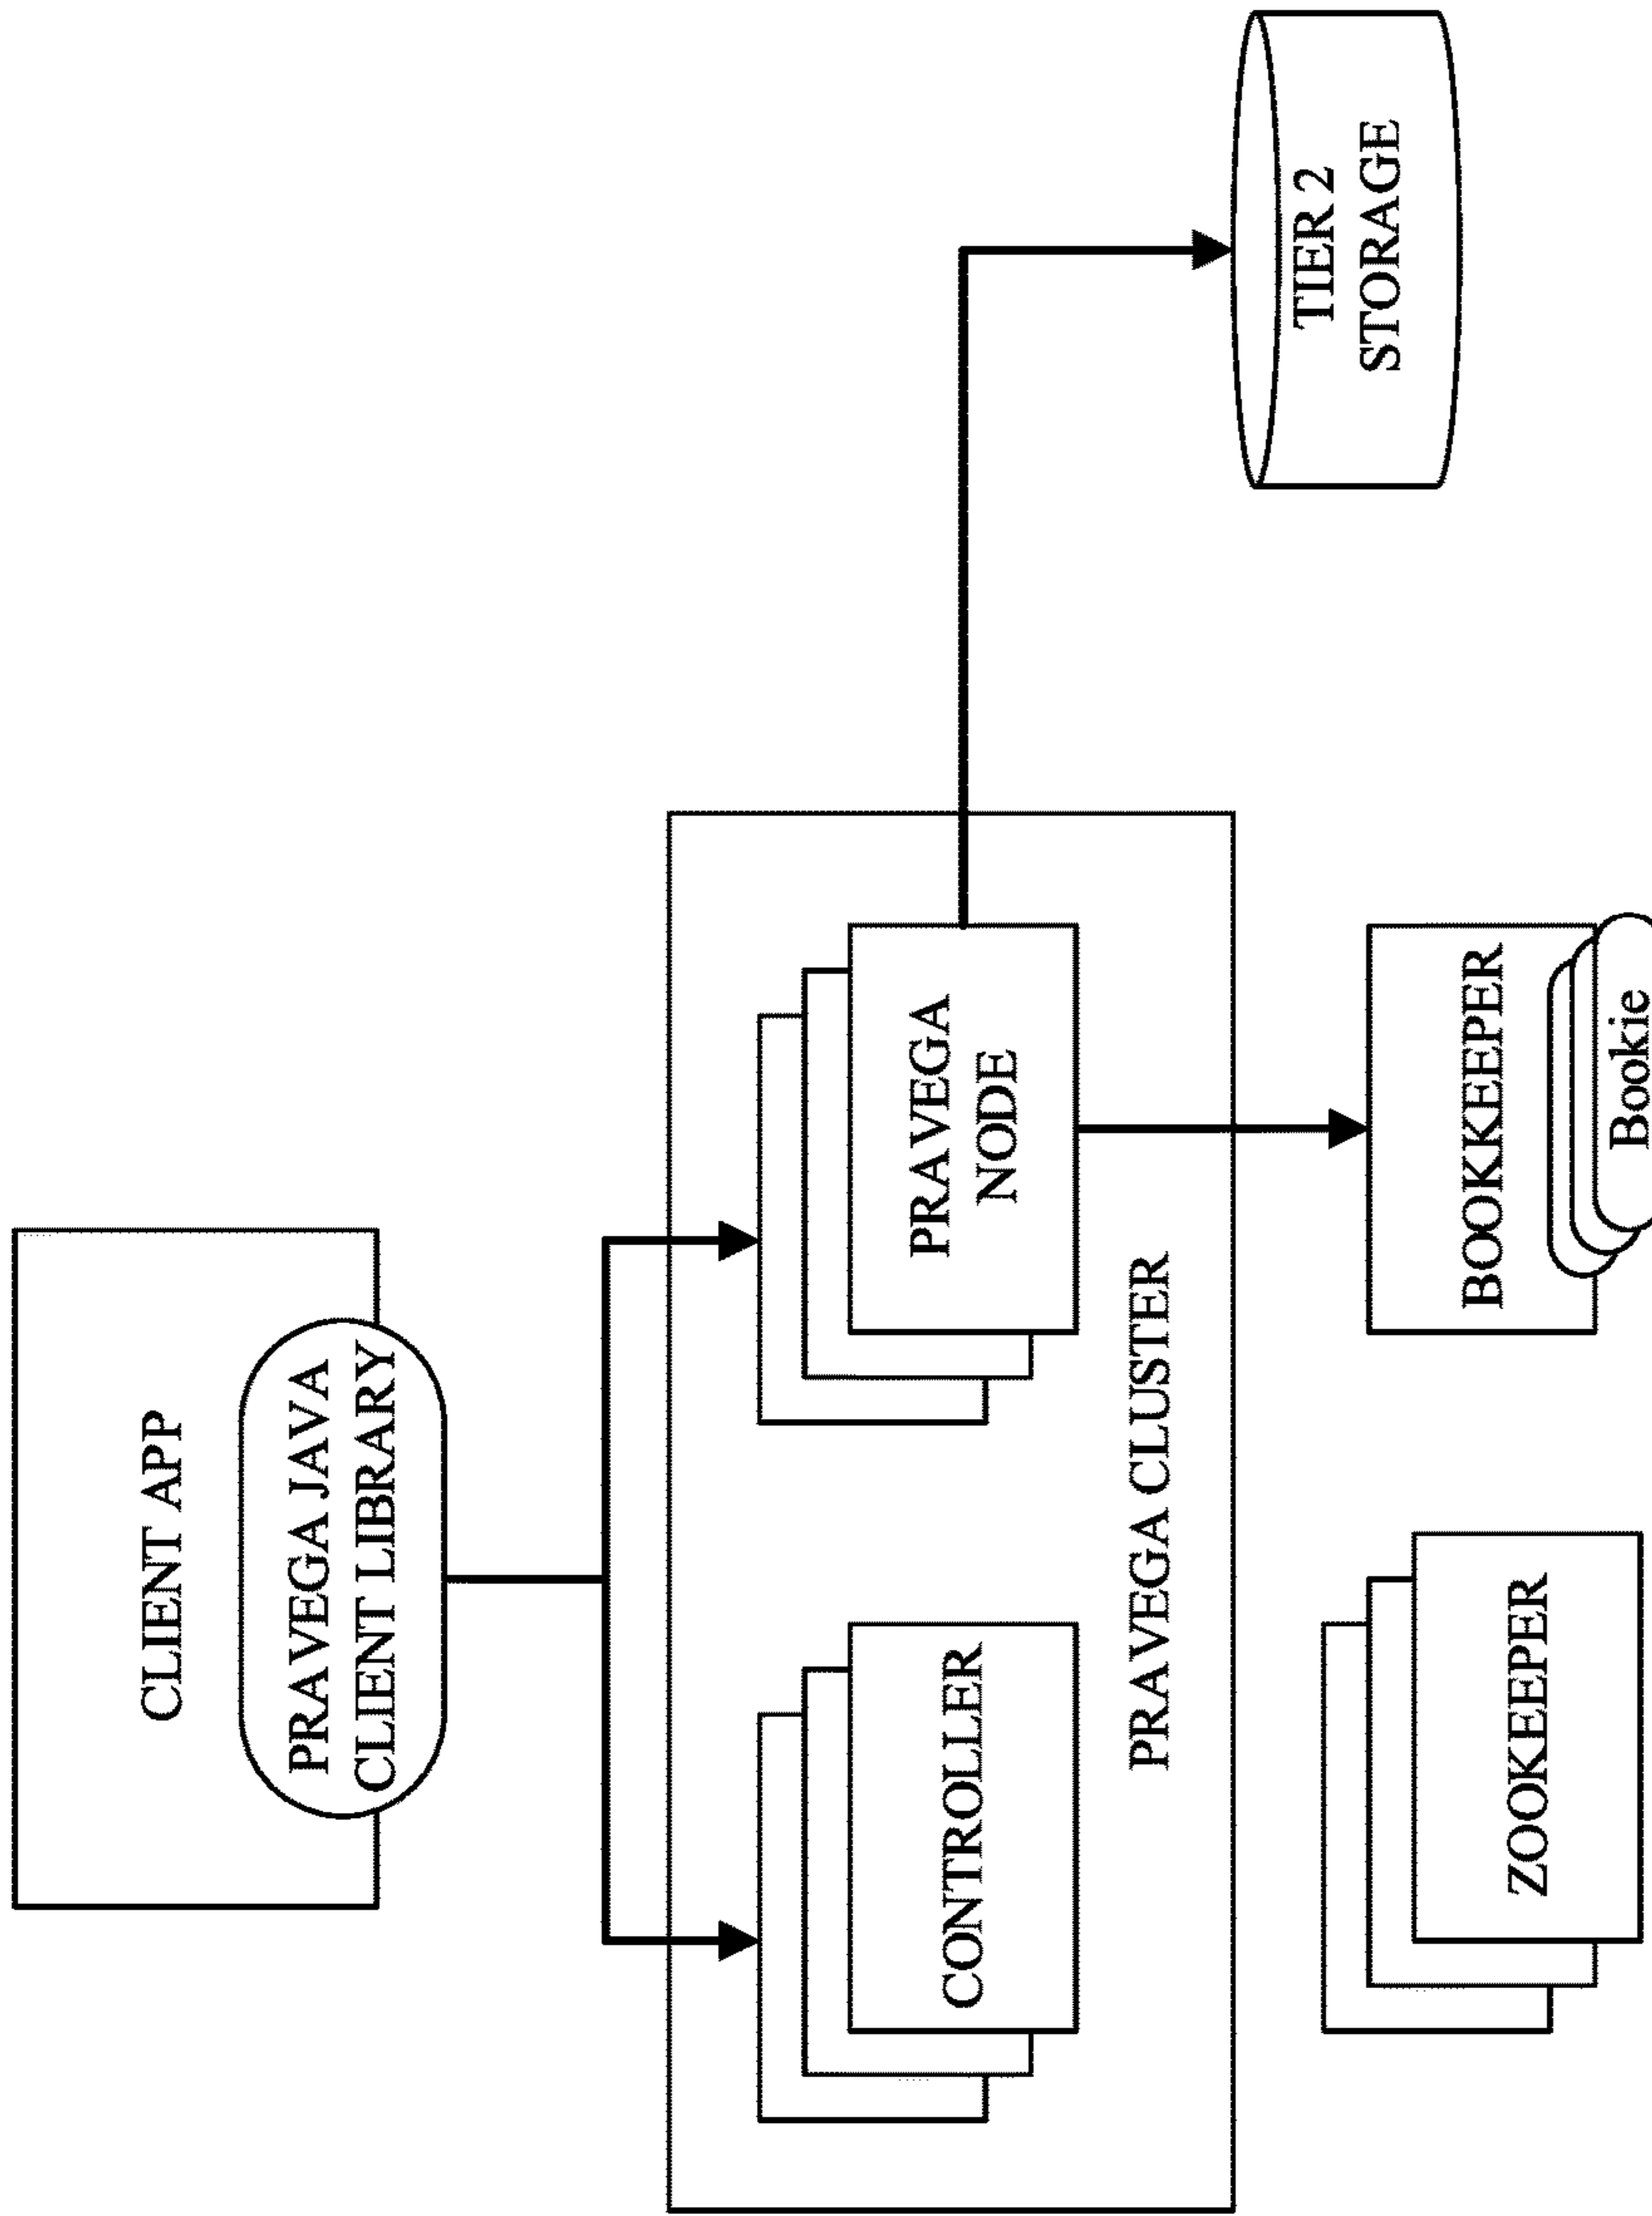 CLIENT APP
PRAVEGA JAVA
CLIENT LIBRARY
CONTROLLER
PRAVEGA
NODE
PRAVEGA CLUSTER
ZOOKEEPER
BOOKKEEPER
Bookie
TIER 2
STORAGE